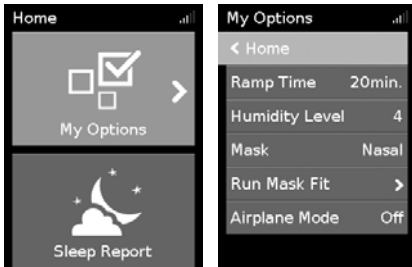 Home
My Options
Sleep Report
My Options
Home
Ramp Time 20min.
Humidity Level 4
Mask Nasal
Run Mask Fit
Airplane Mode Off